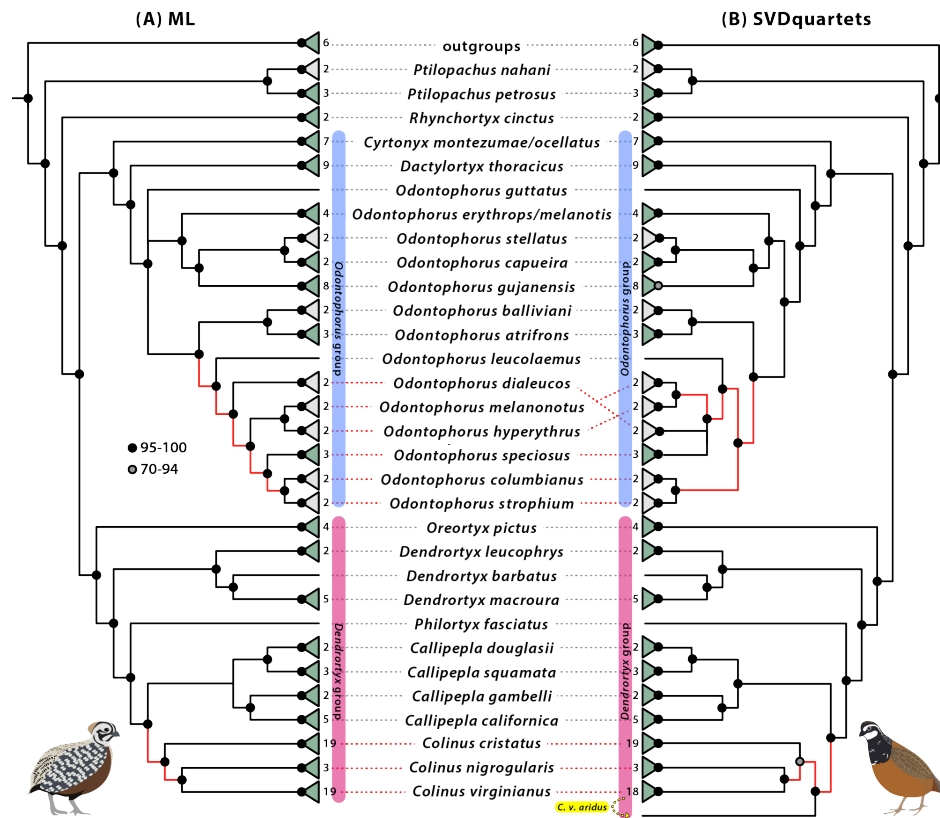 (A) ML (B) SVDquartets
6 outgroups 6
2 Ptilopachus nahani 2
3 Ptilopachus petrosus 3
2 Rhynchortyx cinctus 2
7 Cyrtonyx montezumae/ocellatus 7
9 Dactylortyx thoracicus 9
Odontophorus guttatus
4 Odontophorus erythrops/melanotis 4
2 Odontophorus stellatus 2
2 Odontophorus capueira 2
8 Odontophorus gujanensis 8
2 Odontophorus balliviani 2
3 Odontophorus atrifrons 3
Odontophorus leucolaemus
2 Odontophorus dialeucos 2
2 Odontophorus melanonotus 2
2 Odontophorus hyperythrus 2
3 Odontophorus speciosus 3
2 Odontophorus columbianus 2
2 Odontophorus strophium 2
4 Oreortyx pictus 4
2 Dendrortyx leucophrys 2
Dendrortyx barbatus
5 Dendrortyx macroura 5
Philortyx fasciatus
2 Callipepla douglasii 2
3 Callipepla squamata 3
2 Callipepla gambelli 2
5 Callipepla californica 5
19 Colinus cristatus 19
3 Colinus nigrogularis 3
19 Colinus virginianus 18
C. v. aridus
Odontophorus group
Odontophorus group
Dendrortyx group
Dendrortyx group
95-100
70-94